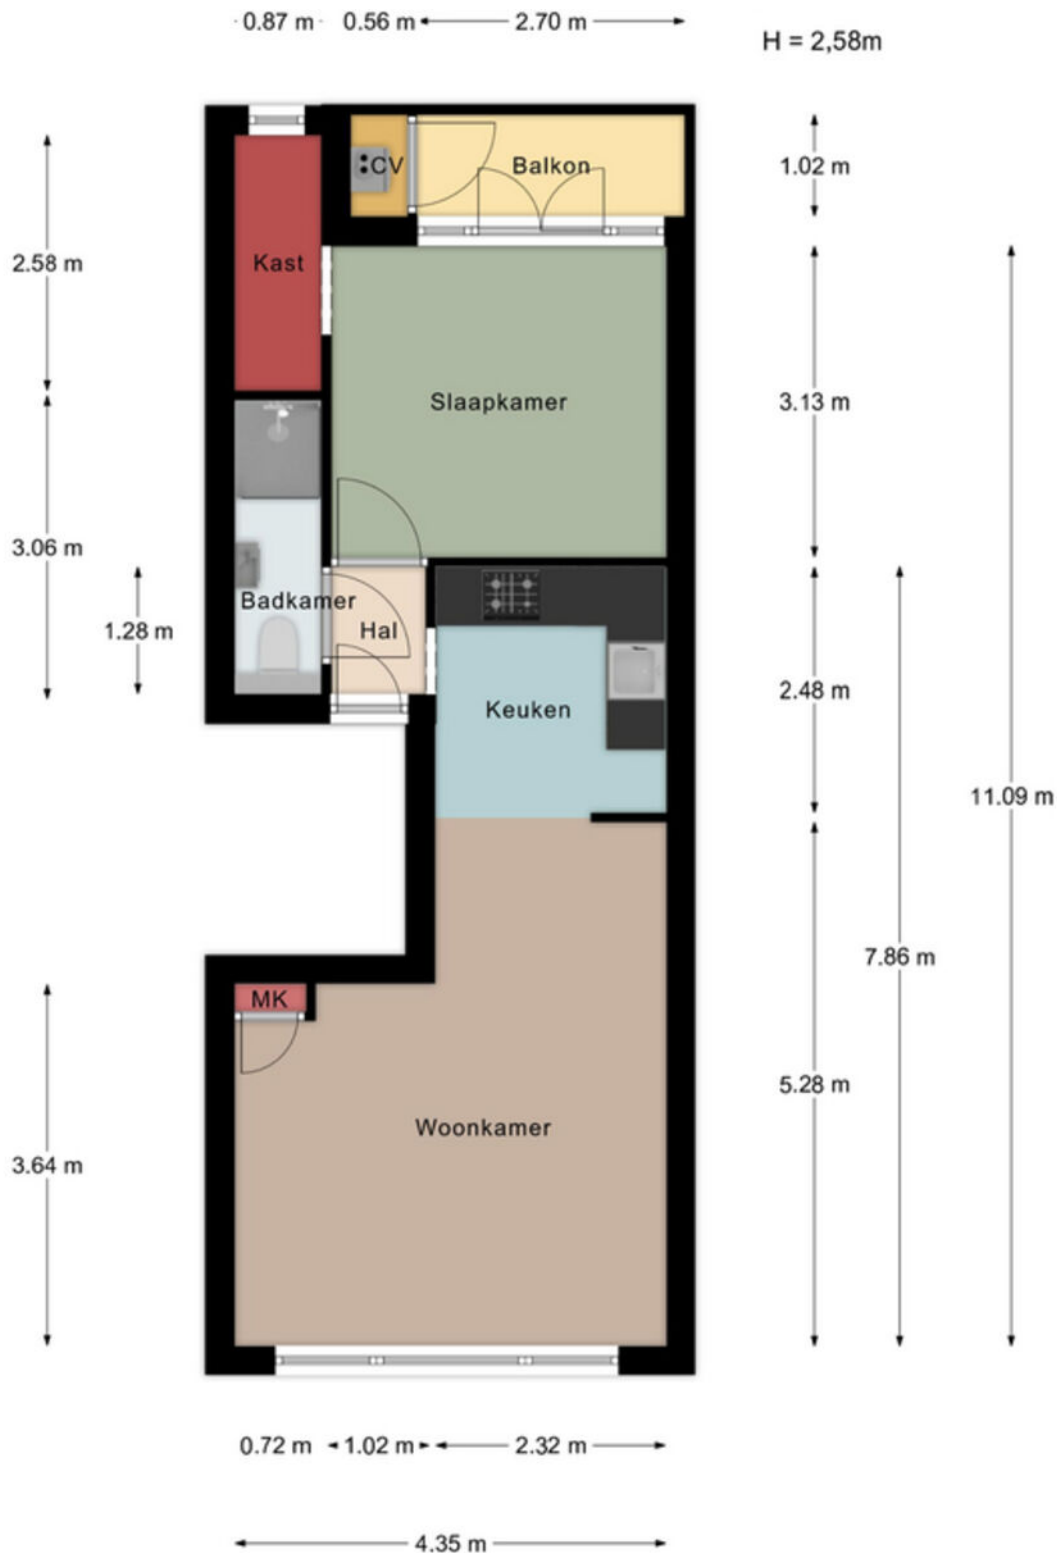 0.87 m 0.56 m 2.70 m
H = 2,58m
CV Balkon
1.02 m
Kast
2.58 m
Slaapkamer
3.13 m
3.06 m
Badkamer
Hal
1.28 m
Keuken
2.48 m
11.09 m
7.86 m
MK
5.28 m
Woonkamer
3.64 m
0.72 m 1.02 m 2.32 m
4.35 m